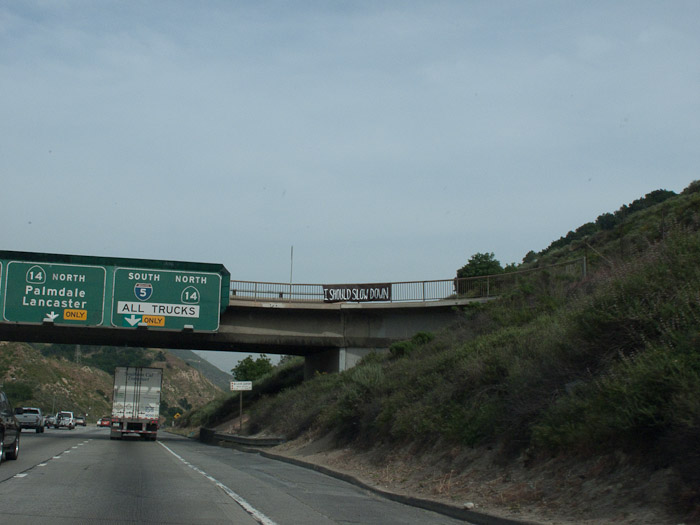 14 NORTH
Palmdale
Lancaster
ONLY
SOUTH NORTH
5 14
ALL TRUCKS
ONLY
I SHOULD SLOW DOWN